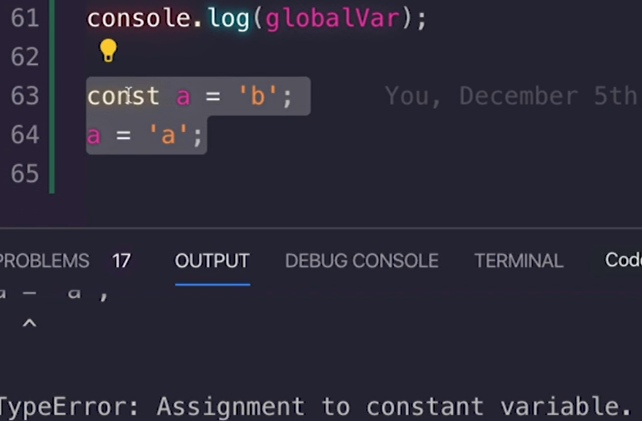 61 console.log(globalVar);
62
63 const a = 'b'; You, December 5th
64 a = 'a';
65
PROBLEMS 17 OUTPUT DEBUG CONSOLE TERMINAL Code
a = 'a';
^
TypeError: Assignment to constant variable.